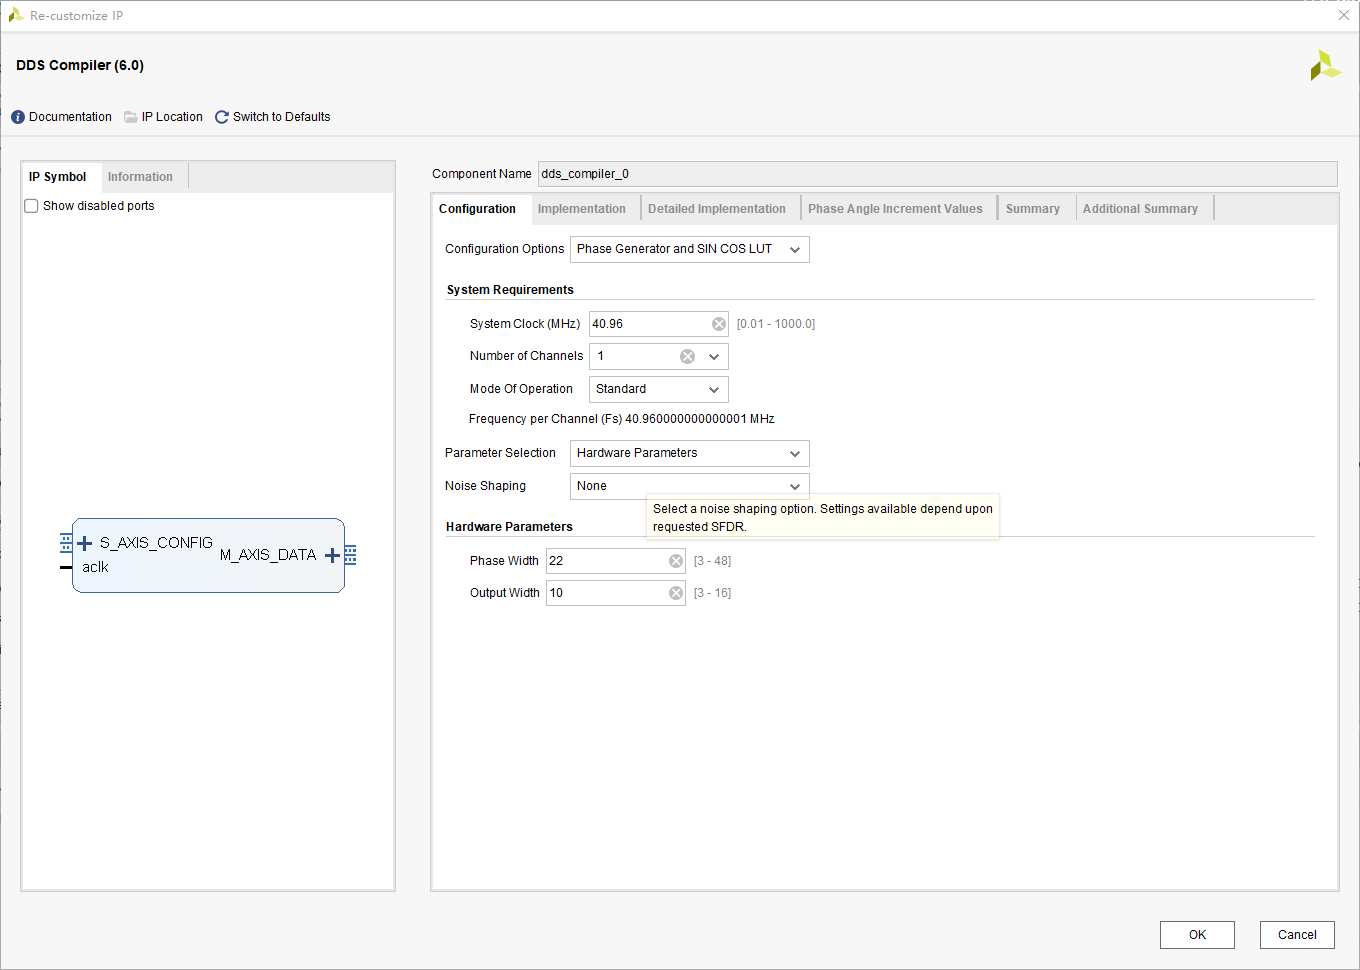 Re-customize IP
DDS Compiler (6.0)
Documentation IP Location Switch to Defaults
IP Symbol Information
Show disabled ports
S_AXIS_CONFIG
M_AXIS_DATA
aclk
Component Name dds_compiler_0
Configuration Implementation Detailed Implementation Phase Angle Increment Values Summary Additional Summary
Configuration Options Phase Generator and SIN COS LUT
System Requirements
System Clock (MHz) 40.96 [0.01 - 1000.0]
Number of Channels 1
Mode Of Operation Standard
Frequency per Channel (Fs) 40.960000000000001 MHz
Parameter Selection Hardware Parameters
Noise Shaping None
Select a noise shaping option. Settings available depend upon
requested SFDR.
Hardware Parameters
Phase Width 22 [3 - 48]
Output Width 10 [3 - 16]
OK Cancel